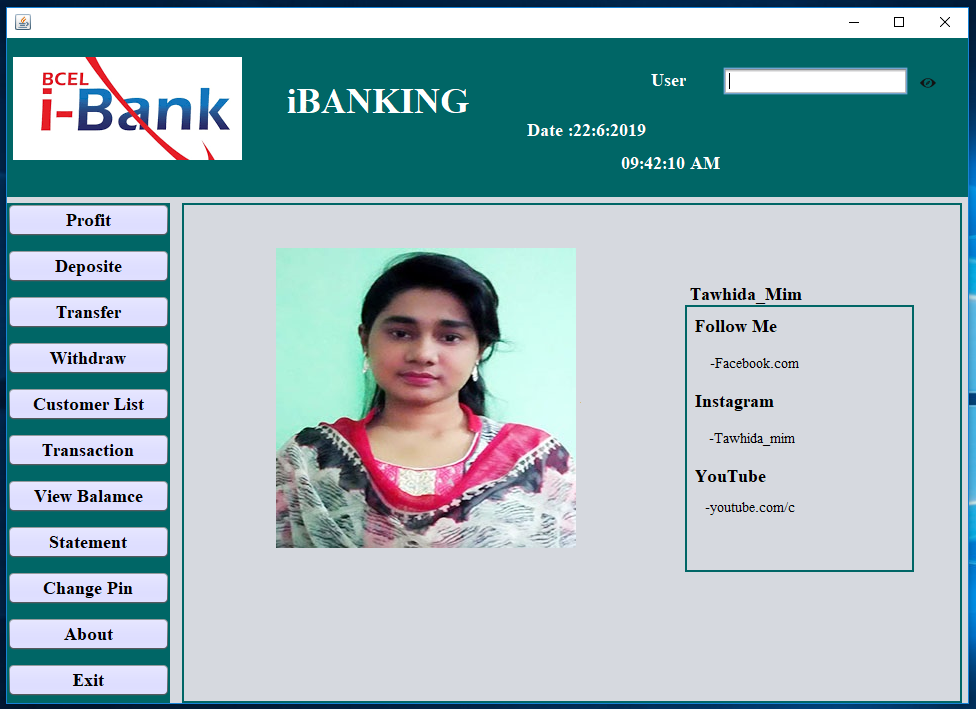 BCEL
i-Bank
iBANKING
User
Date :22:6:2019
09:42:10 AM
Profit
Deposite
Transfer
Withdraw
Customer List
Transaction
View Balamce
Statement
Change Pin
About
Exit
Tawhida_Mim
Follow Me
-Facebook.com
Instagram
-Tawhida_mim
YouTube
-youtube.com/c